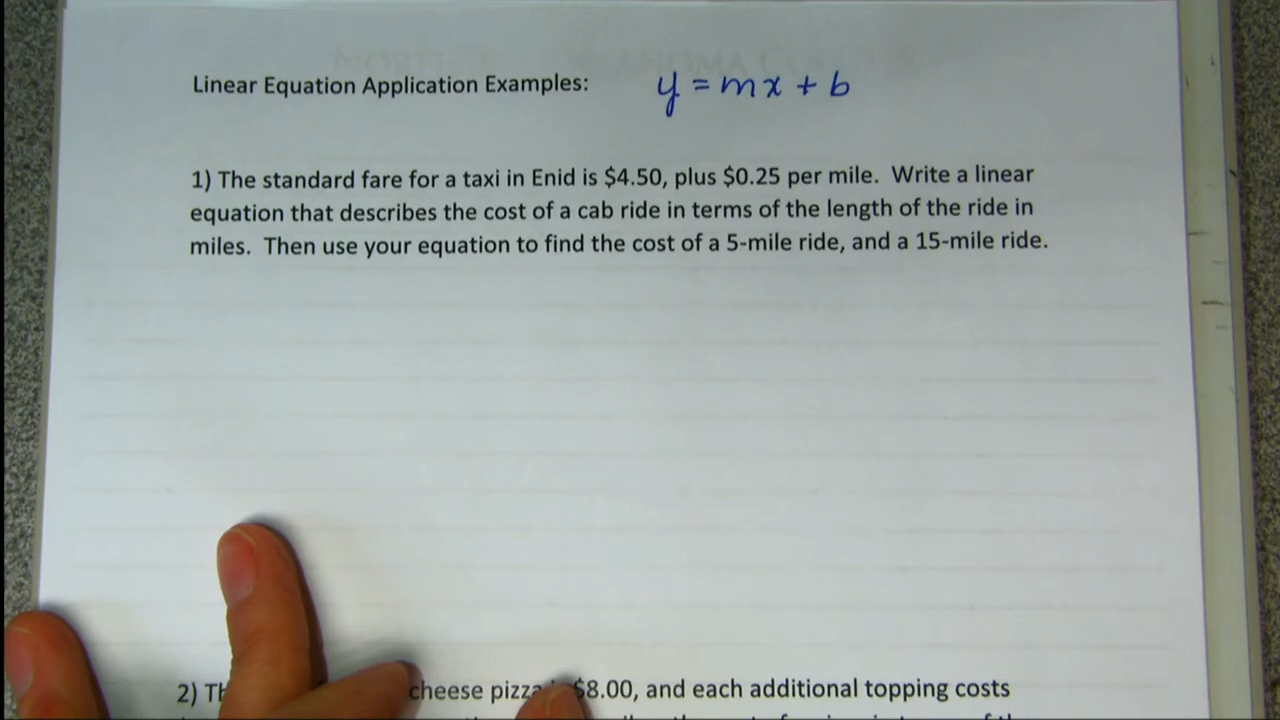 Linear Equation Application Examples: y = mx + b
1) The standard fare for a taxi in Enid is $4.50, plus $0.25 per mile. Write a linear
equation that describes the cost of a cab ride in terms of the length of the ride in
miles. Then use your equation to find the cost of a 5-mile ride, and a 15-mile ride.
2) cheese pizza $8.00, and each additional topping costs